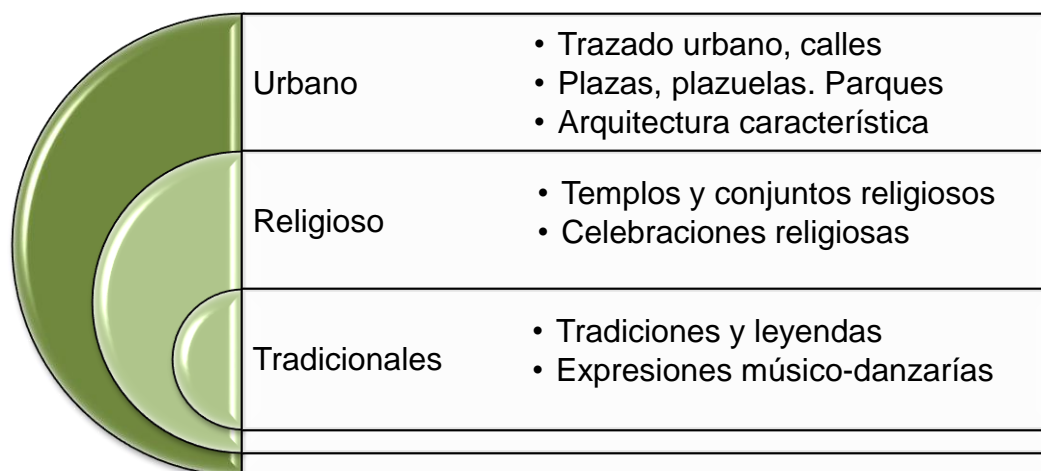 Urbano
• Trazado urbano, calles
• Plazas, plazuelas. Parques
• Arquitectura característica
Religioso
• Templos y conjuntos religiosos
• Celebraciones religiosas
Tradicionales
• Tradiciones y leyendas
• Expresiones músico-danzarías